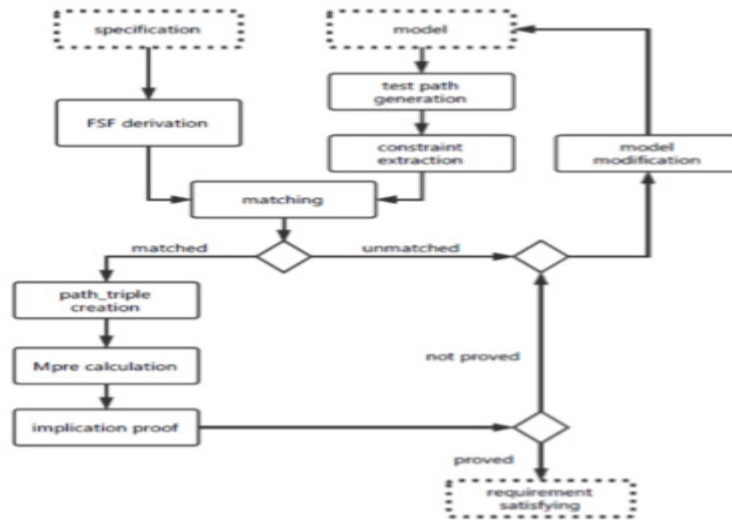 specification
model
test path
generation
FSF derivation
constraint
extraction
model
modification
matching
matched
unmatched
path_triple
creation
Mpre calculation
not proved
implication proof
proved
requirement
satisfying